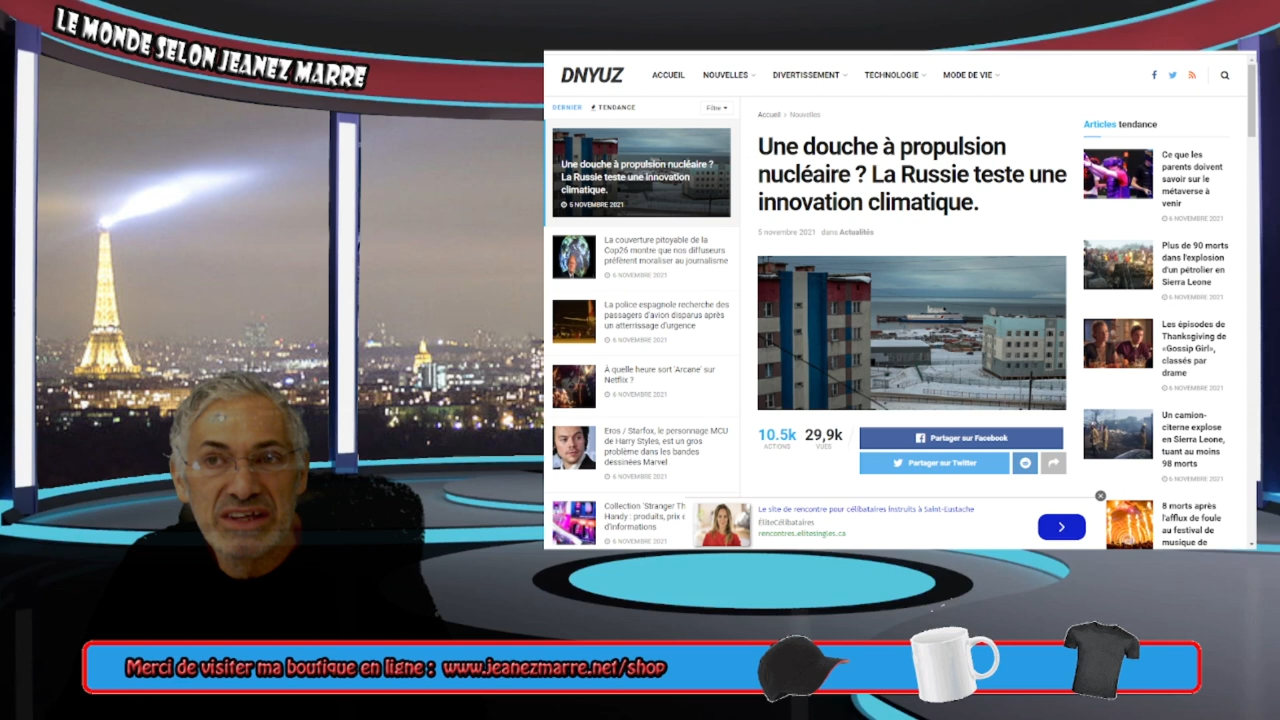 LE MONDE SELON JEANEZ MARRE
DNYUZ
ACCUEIL
NOUVELLES
DIVERTISSEMENT
TECHNOLOGIE
MODE DE VIE
DERNIER
TENDANCE
Filtre
Une douche à propulsion nucléaire ?
La Russie teste une innovation
climatique.
5 NOVEMBRE 2021
La couverture pitoyable de la
Cop26 montre que nos diffuseurs
préfèrent moraliser au journalisme
6 NOVEMBRE 2021
La police espagnole recherche des
passagers d'avion disparus après
un atterrissage d'urgence
6 NOVEMBRE 2021
À quelle heure sort 'Arcane' sur
Netflix ?
6 NOVEMBRE 2021
Eros / Starfox, le personnage MCU
de Harry Styles, est un gros
problème dans les bandes
dessinées Marvel
6 NOVEMBRE 2021
Collection 'Stranger Th
Handy : produits, prix e
d'informations
6 NOVEMBRE 2021
Accueil > Nouvelles
Une douche à propulsion
nucléaire ? La Russie teste une
innovation climatique.
5 novembre 2021 dans Actualités
10.5k
ACTIONS
29,9k
VUES
Partager sur Facebook
Partager sur Twitter
Le site de rencontre pour célibataires instruits à Saint-Eustache
EliteCélibataires
rencontres.elitesingles.ca
Articles tendance
Ce que les
parents doivent
savoir sur le
métaverse à
venir
6 NOVEMBRE 2021
Plus de 90 morts
dans l'explosion
d'un pétrolier en
Sierra Leone
6 NOVEMBRE 2021
Les épisodes de
Thanksgiving de
«Gossip Girl»,
classés par
drame
6 NOVEMBRE 2021
Un camion-
citerne explose
en Sierra Leone,
tuant au moins
98 morts
6 NOVEMBRE 2021
8 morts après
l'afflux de foule
au festival de
musique de
Merci de visiter ma boutique en ligne : www.jeanezmarre.net/shop